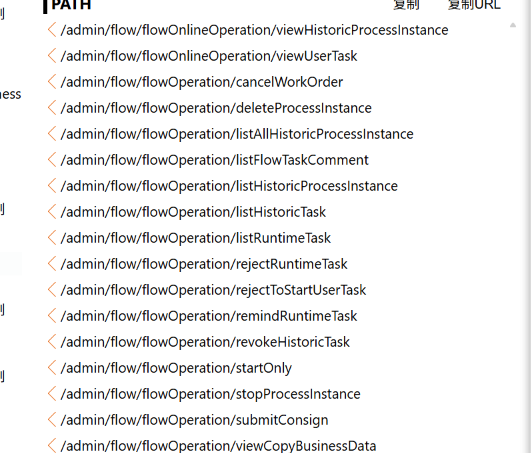 PATH 复制 复制URL
/admin/flow/flowOnlineOperation/viewHistoricProcessInstance
/admin/flow/flowOnlineOperation/viewUserTask
/admin/flow/flowOperation/cancelWorkOrder
/admin/flow/flowOperation/deleteProcessInstance
/admin/flow/flowOperation/listAllHistoricProcessInstance
/admin/flow/flowOperation/listFlowTaskComment
/admin/flow/flowOperation/listHistoricProcessInstance
/admin/flow/flowOperation/listHistoricTask
/admin/flow/flowOperation/listRuntimeTask
/admin/flow/flowOperation/rejectRuntimeTask
/admin/flow/flowOperation/rejectToStartUserTask
/admin/flow/flowOperation/remindRuntimeTask
/admin/flow/flowOperation/revokeHistoricTask
/admin/flow/flowOperation/startOnly
/admin/flow/flowOperation/stopProcessInstance
/admin/flow/flowOperation/submitConsign
/admin/flow/flowOperation/viewCopyBusinessData